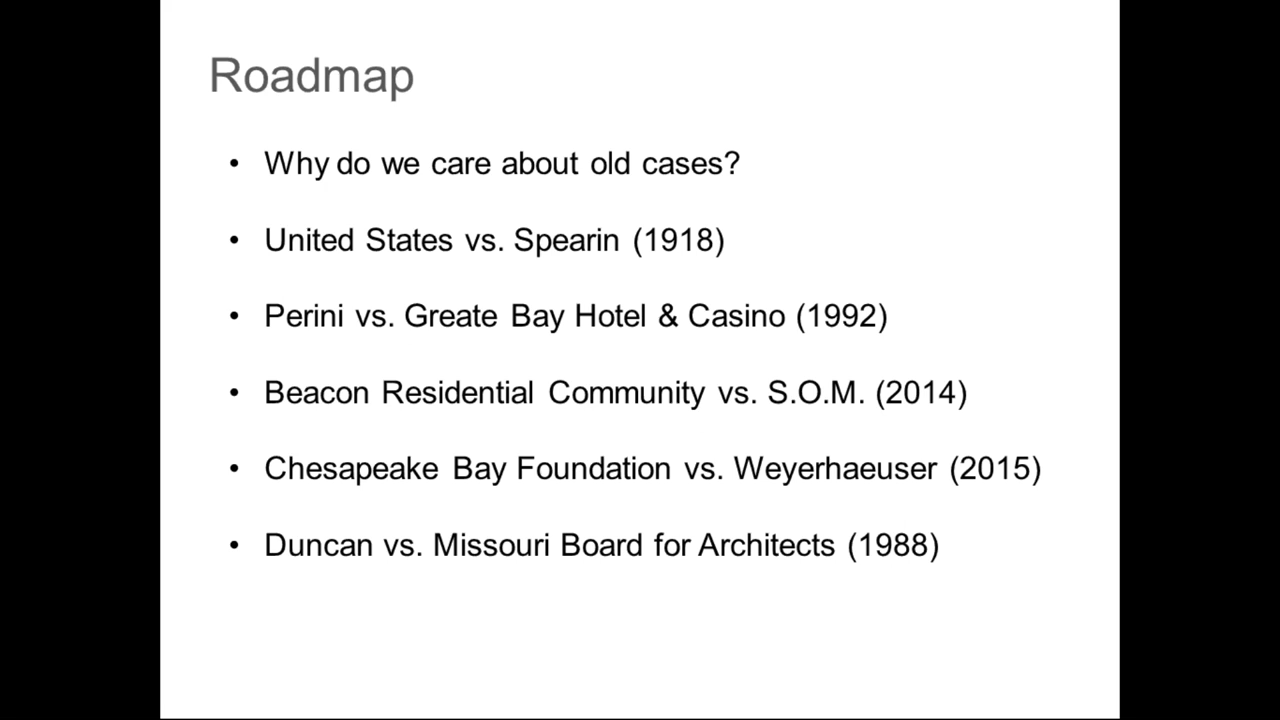 Roadmap
• Why do we care about old cases?
• United States vs. Spearin (1918)
• Perini vs. Greate Bay Hotel & Casino (1992)
• Beacon Residential Community vs. S.O.M. (2014)
• Chesapeake Bay Foundation vs. Weyerhaeuser (2015)
• Duncan vs. Missouri Board for Architects (1988)